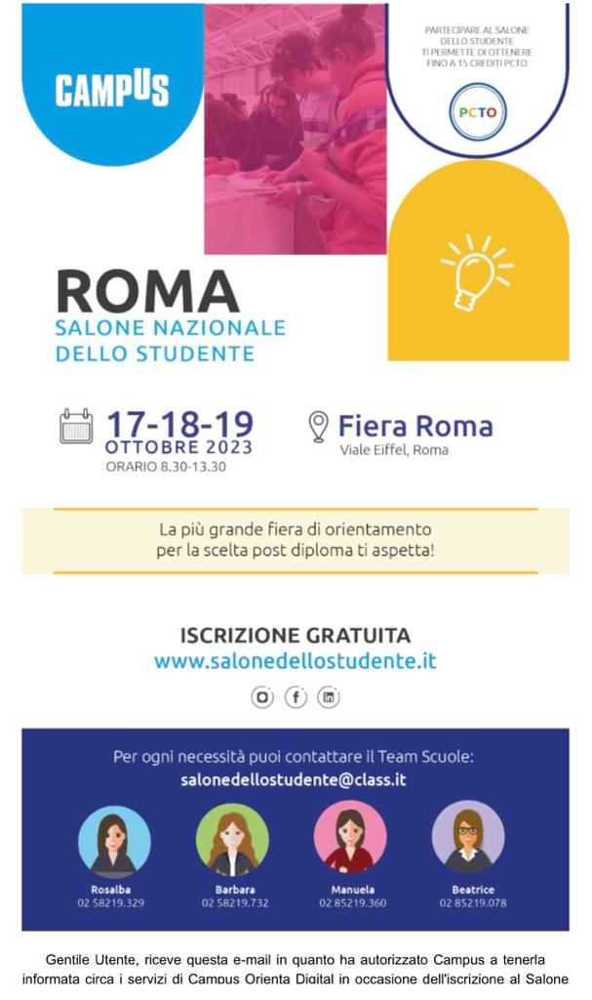 CAMPUS
PARTECIPARE AL SALONE
DELLO STUDENTE
TI PERMETTE DI OTTENERE
FINO A 15 CREDITI PCTO
PCTO
ROMA
SALONE NAZIONALE
DELLO STUDENTE
17-18-19
OTTOBRE 2023
ORARIO 8.30-13.30
Fiera Roma
Viale Eiffel, Roma
La più grande fiera di orientamento
per la scelta post diploma ti aspetta!
ISCRIZIONE GRATUITA
www.salonedellostudente.it
Per ogni necessità puoi contattare il Team Scuole:
salonedellostudente@class.it
Rosalba
02 58219.329
Barbara
02 58219.732
Manuela
02 85219.360
Beatrice
02 85219.078
Gentile Utente, riceve questa e-mail in quanto ha autorizzato Campus a tenerla
informata circa i servizi di Campus Orienta Digital in occasione dell'iscrizione al Salone